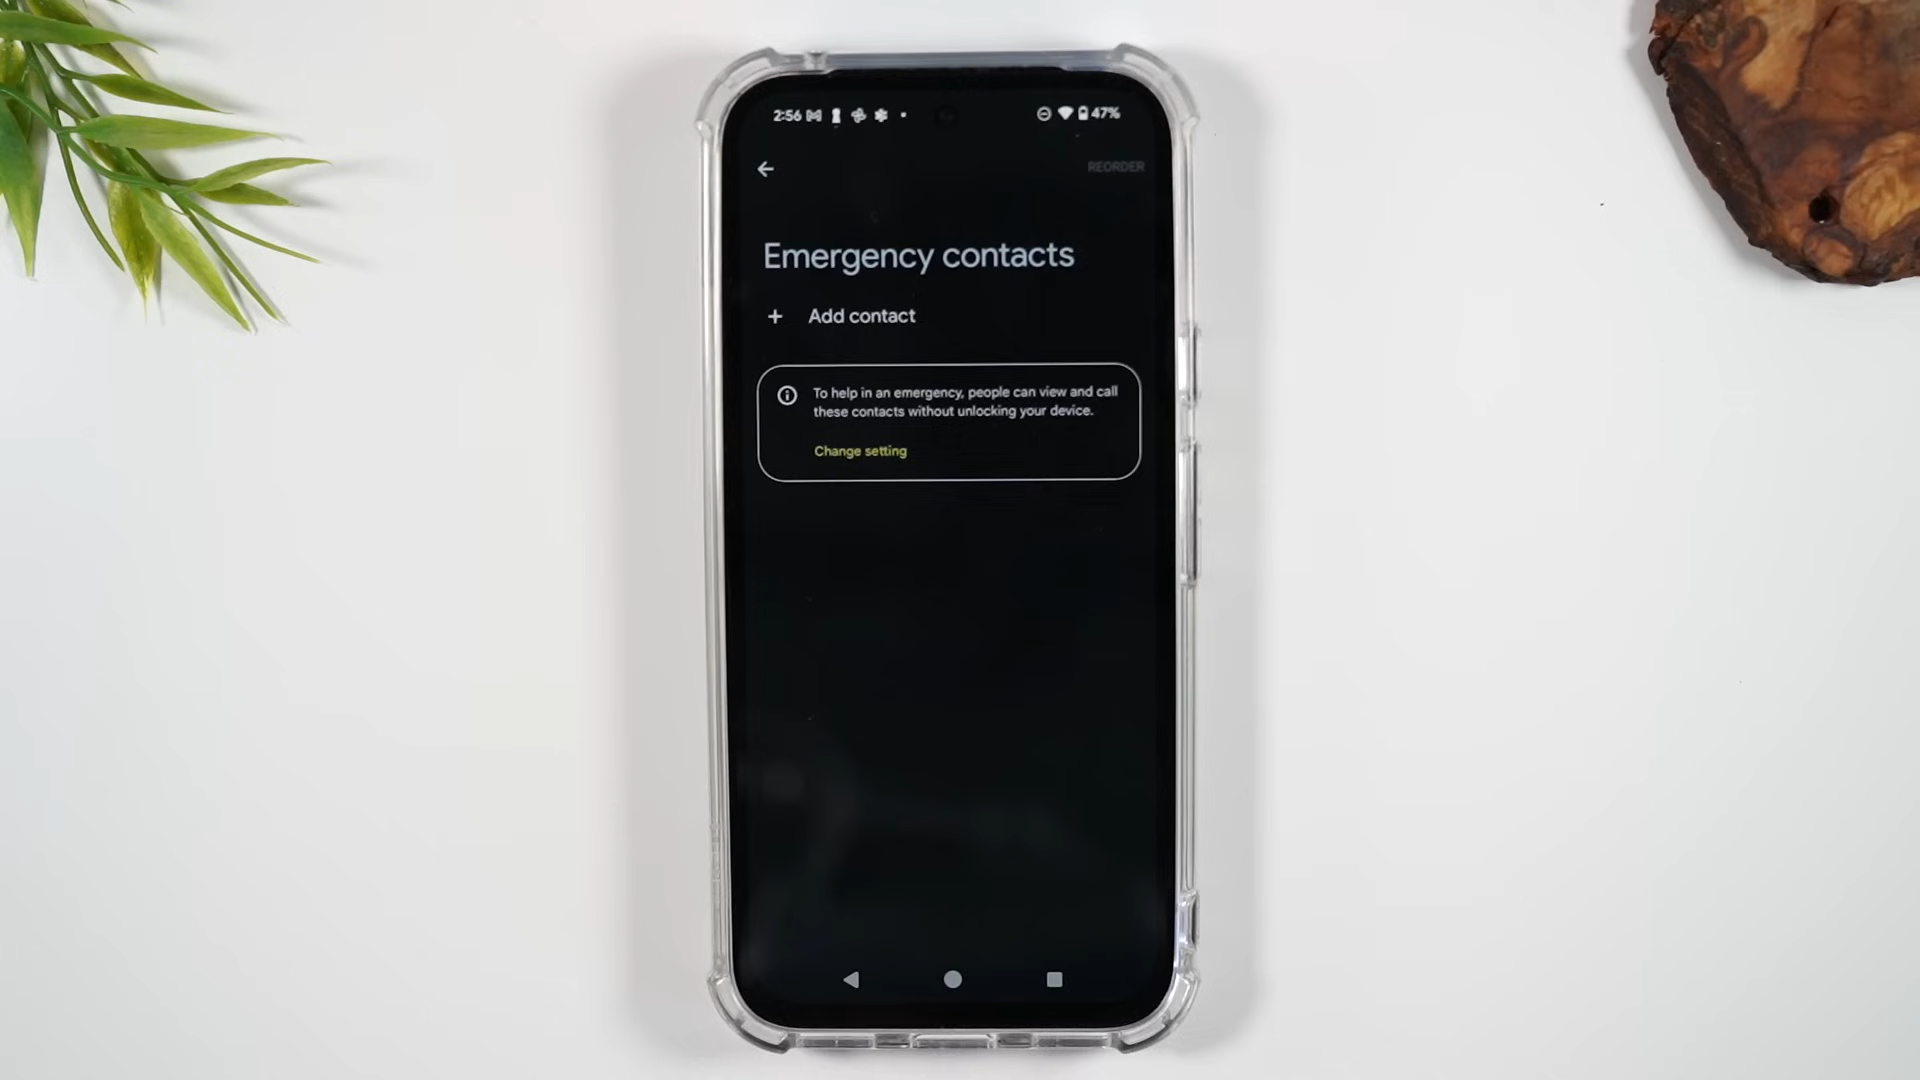 2:56 47%
REORDER
Emergency contacts
+ Add contact
To help in an emergency, people can view and call
these contacts without unlocking your device.
Change setting